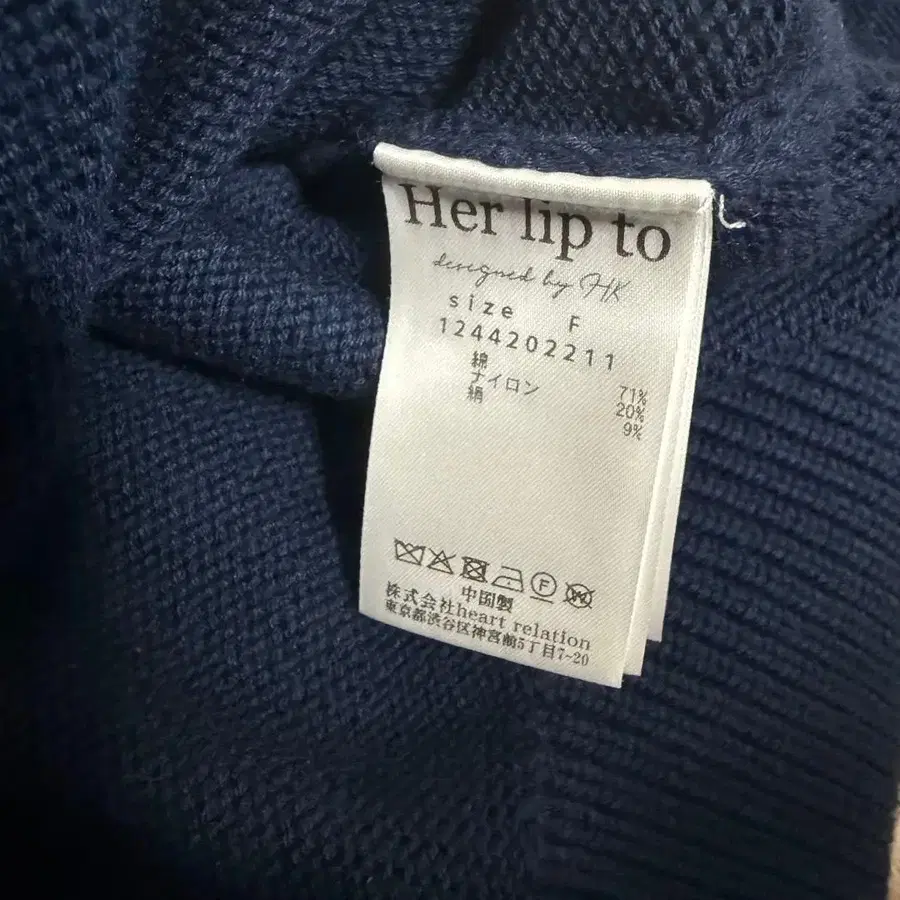 Her lip to
designed by HK
size F
1244202211
綿 71%
ナイロン 20%
絹 9%
F W
中国製
株式会社heart relation
東京都渋谷区神宮前5丁目7-20